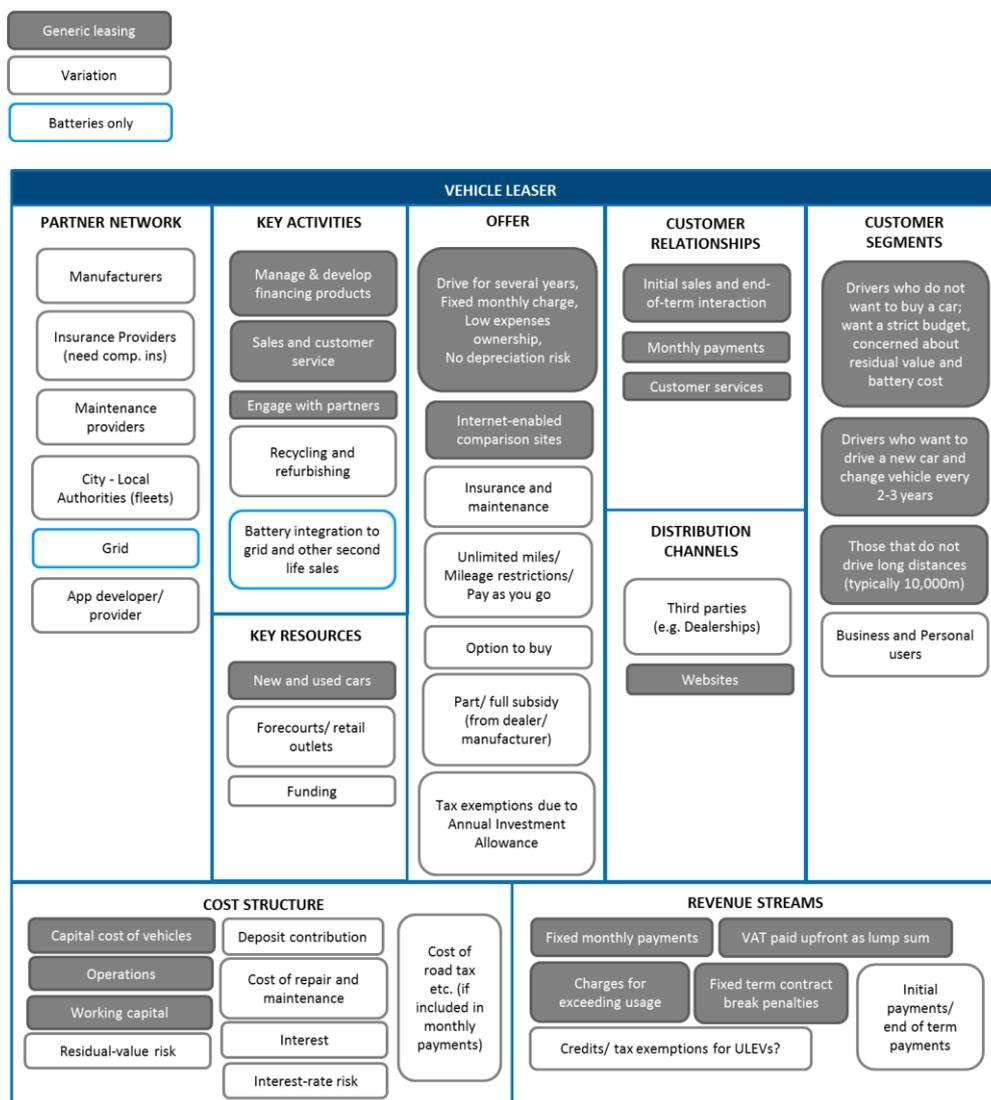 Generic leasing
Variation
Batteries only
VEHICLE LEASER
PARTNER NETWORK
Manufacturers
Insurance Providers
(need comp. ins)
Maintenance
providers
City - Local
Authorities (fleets)
Grid
App developer/
provider
KEY ACTIVITIES
Manage & develop
financing products
Sales and customer
service
Engage with partners
Recycling and
refurbishing
Battery integration to
grid and other second
life sales
KEY RESOURCES
New and used cars
Forecourts/ retail
outlets
Funding
OFFER
Drive for several years,
Fixed monthly charge,
Low expenses
ownership,
No depreciation risk
Internet-enabled
comparison sites
Insurance and
maintenance
Unlimited miles/
Mileage restrictions/
Pay as you go
Option to buy
Part/ full subsidy
(from dealer/
manufacturer)
Tax exemptions due to
Annual Investment
Allowance
CUSTOMER
RELATIONSHIPS
Initial sales and end-
of-term interaction
Monthly payments
Customer services
DISTRIBUTION
CHANNELS
Third parties
(e.g. Dealerships)
Websites
CUSTOMER
SEGMENTS
Drivers who do not
want to buy a car;
want a strict budget,
concerned about
residual value and
battery cost
Drivers who want to
drive a new car and
change vehicle every
2-3 years
Those that do not
drive long distances
(typically 10,000m)
Business and Personal
users
COST STRUCTURE
Capital cost of vehicles
Operations
Working capital
Residual-value risk
Deposit contribution
Cost of repair and
maintenance
Interest
Interest-rate risk
Cost of
road tax
etc. (if
included in
monthly
payments)
REVENUE STREAMS
Fixed monthly payments
VAT paid upfront as lump sum
Charges for
exceeding usage
Fixed term contract
break penalties
Credits/ tax exemptions for ULEVs?
Initial
payments/
end of term
payments